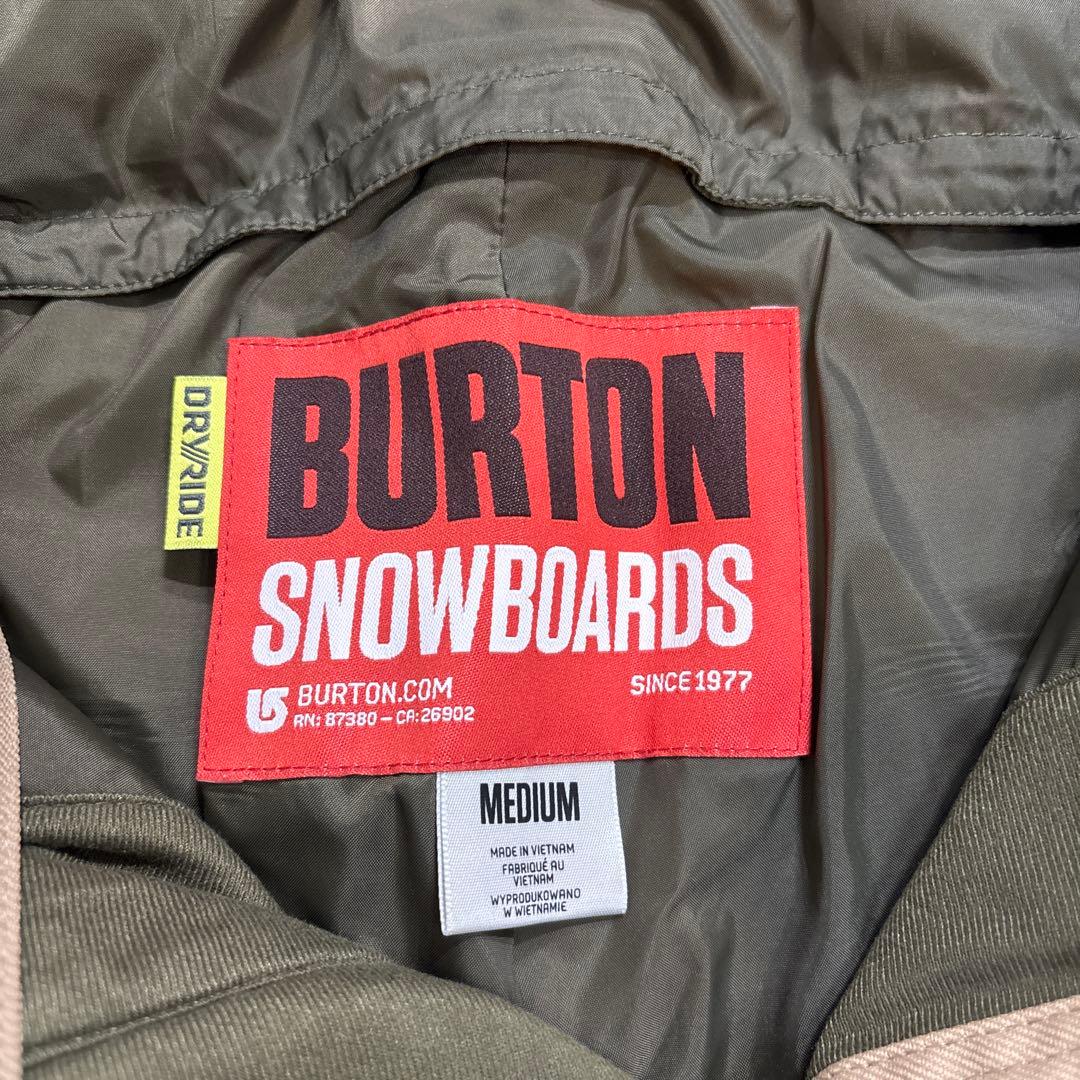 BURTON
SNOWBOARDS
BURTON.COM
RN: 87380 – CA: 26902
SINCE 1977
DRY//RIDE
MEDIUM
MADE IN VIETNAM
FABRIQUÉ AU
VIETNAM
WYPRODUKOWANO
W WIETNAMIE